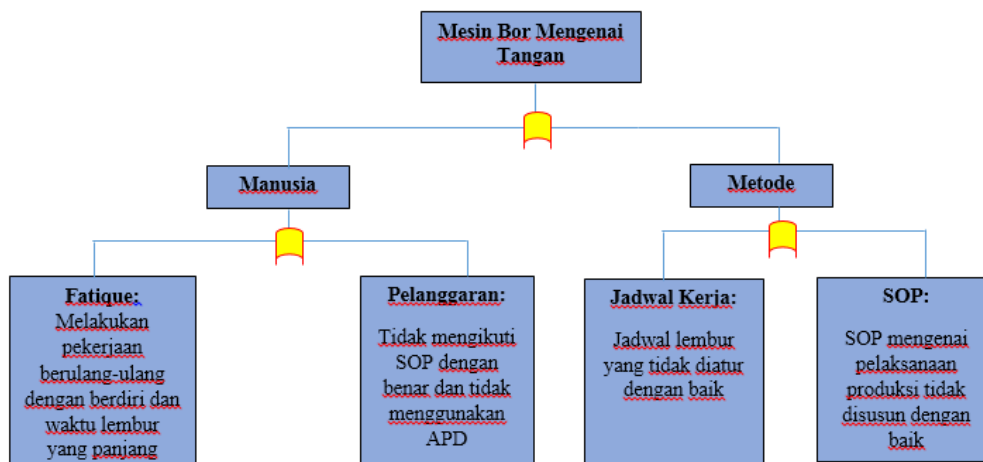 Mesin Bor Mengenai
Tangan
Manusia
Metode
Fatique:
Melakukan
pekerjaan
berulang-ulang
dengan berdiri dan
waktu lembur
yang panjang
Pelanggaran:
Tidak mengikuti
SOP dengan
benar dan tidak
menggunakan
APD
Jadwal Kerja:
Jadwal lembur
yang tidak diatur
dengan baik
SOP:
SOP mengenai
pelaksanaan
produksi tidak
disusun dengan
baik